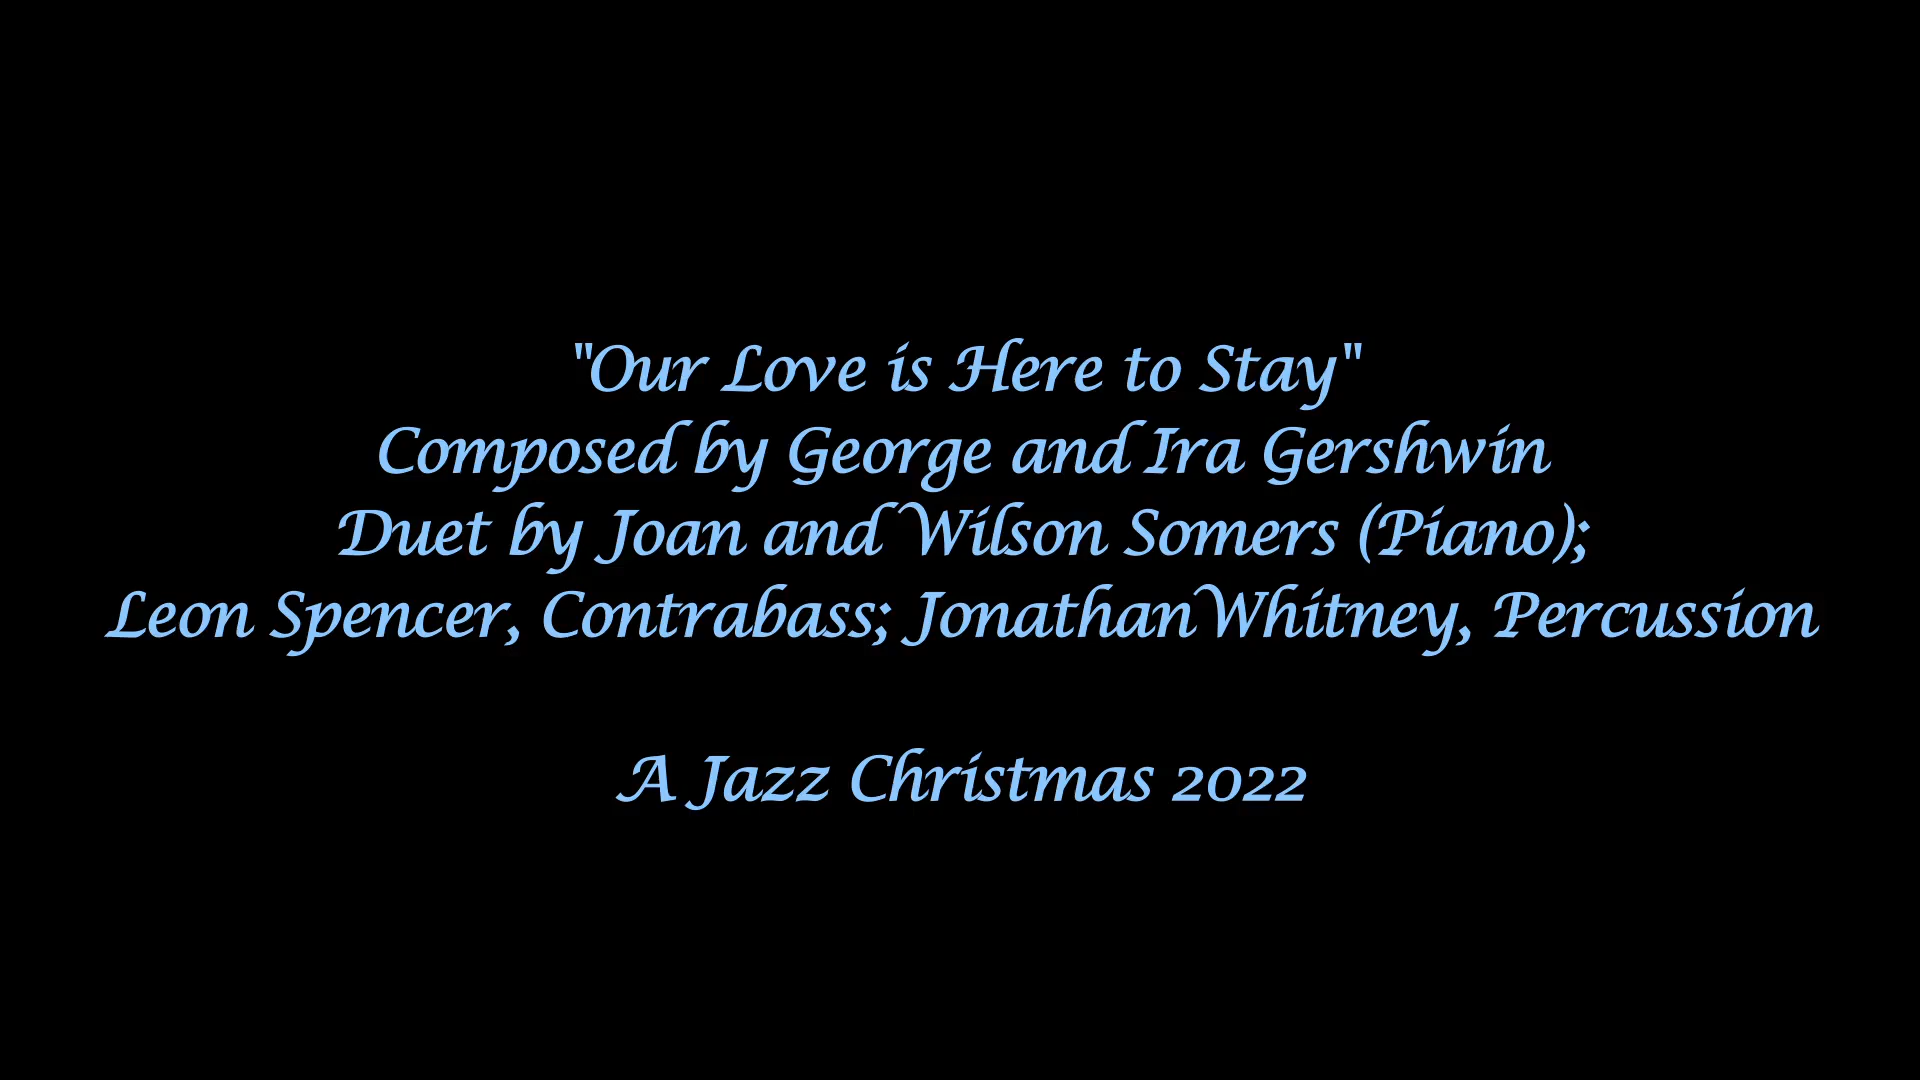 "Our Love is Here to Stay"
Composed by George and Ira Gershwin
Duet by Joan and Wilson Somers (Piano);
Leon Spencer, Contrabass; Jonathan Whitney, Percussion
A Jazz Christmas 2022